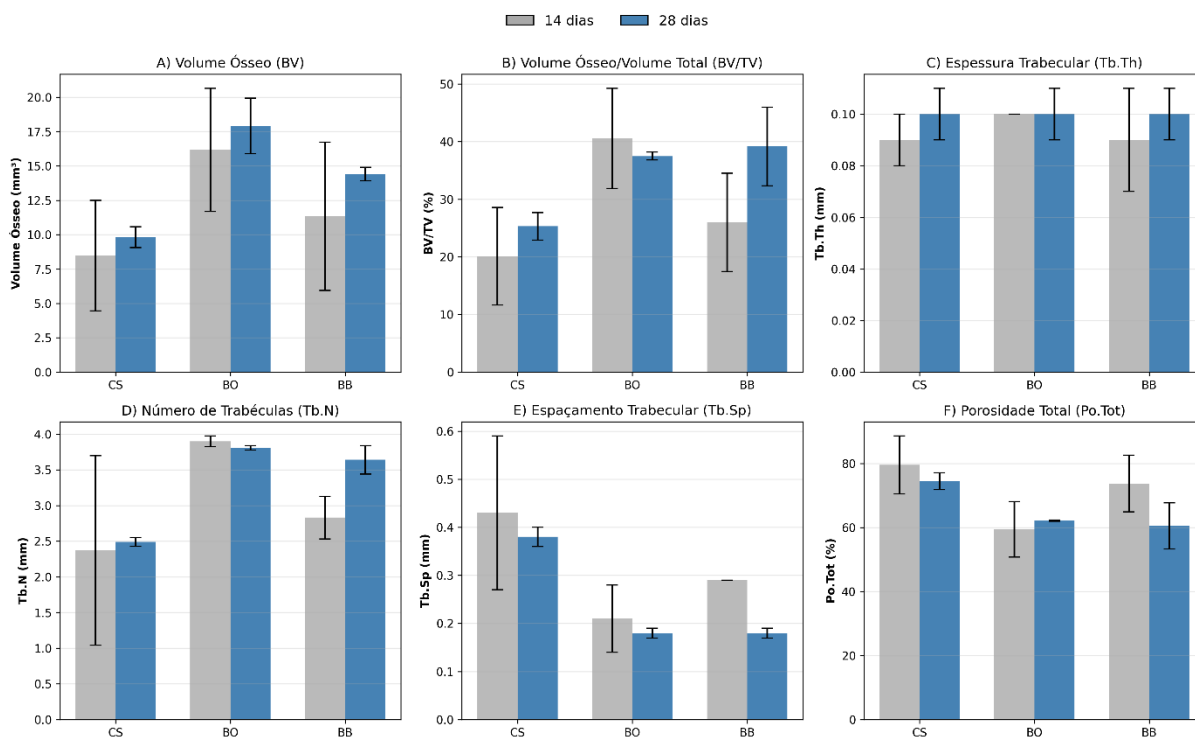 14 dias 28 dias
A) Volume Ósseo (BV)
Volume Ósseo (mm³)
20.0
17.5
15.0
12.5
10.0
7.5
5.0
2.5
0.0
CS BO BB
B) Volume Ósseo/Volume Total (BV/TV)
BV/TV (%)
50
40
30
20
10
0
CS BO BB
C) Espessura Trabecular (Tb.Th)
Tb.Th (mm)
0.10
0.08
0.06
0.04
0.02
0.00
CS BO BB
D) Número de Trabéculas (Tb.N)
Tb.N (mm)
4.0
3.5
3.0
2.5
2.0
1.5
1.0
0.5
0.0
CS BO BB
E) Espaçamento Trabecular (Tb.Sp)
Tb.Sp (mm)
0.6
0.5
0.4
0.3
0.2
0.1
0.0
CS BO BB
F) Porosidade Total (Po.Tot)
Po.Tot (%)
80
60
40
20
0
CS BO BB